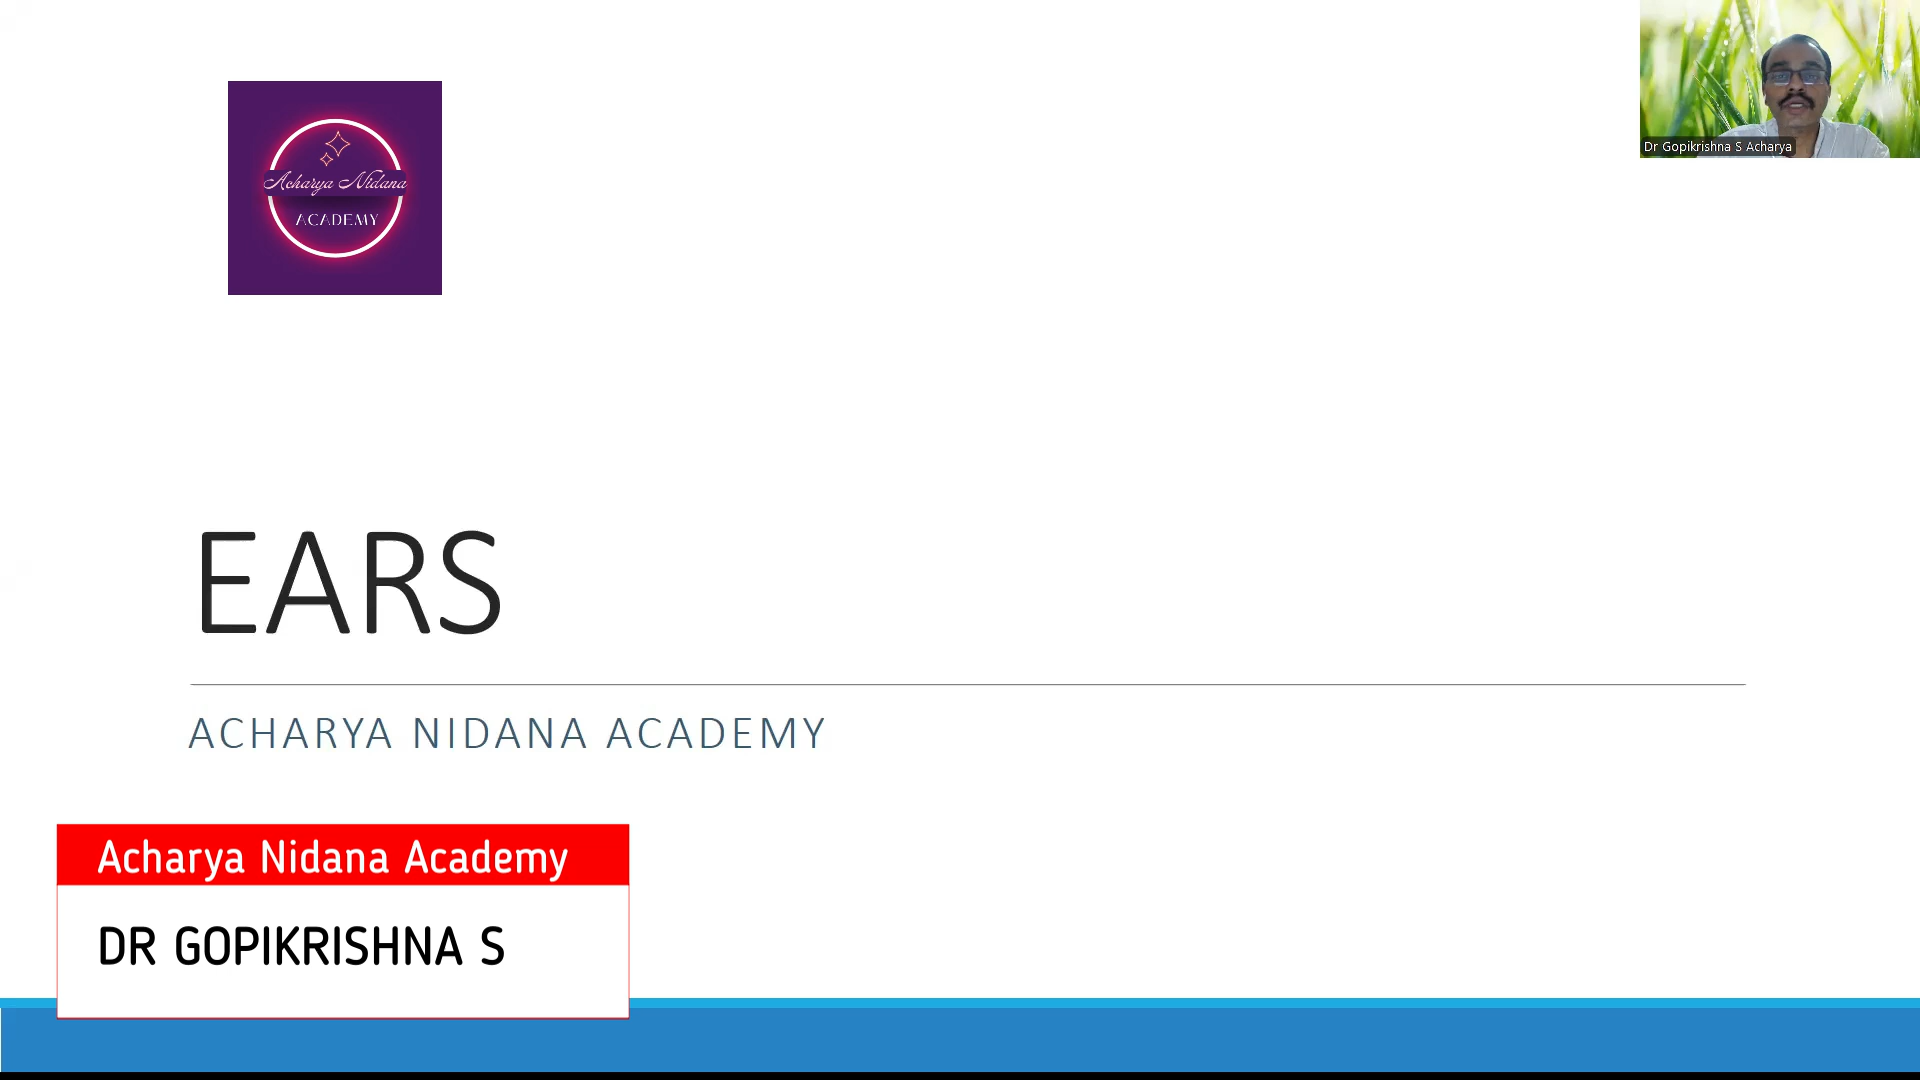 Acharya Nidana
ACADEMY
Dr Gopikrishna S Acharya
EARS
ACHARYA NIDANA ACADEMY
Acharya Nidana Academy
DR GOPIKRISHNA S